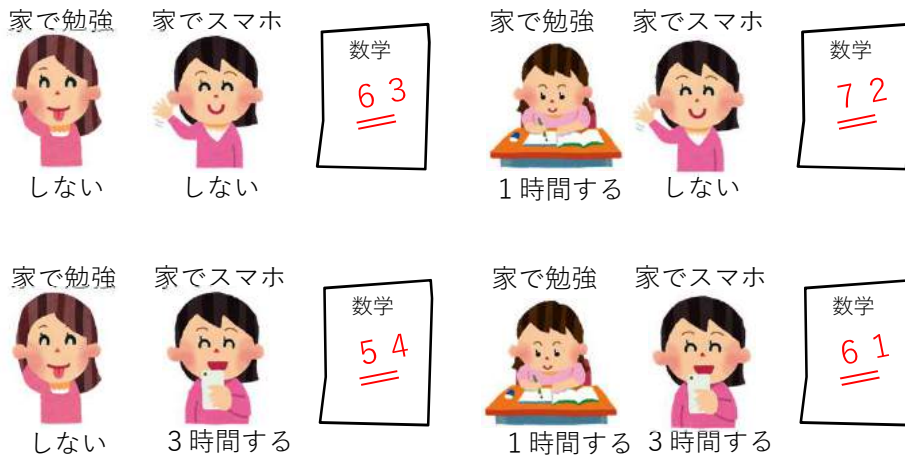 家で勉強 家でスマホ
数学
63
しない しない
家で勉強 家でスマホ
数学
72
1時間する しない
家で勉強 家でスマホ
数学
54
しない 3時間する
家で勉強 家でスマホ
数学
61
1時間する 3時間する